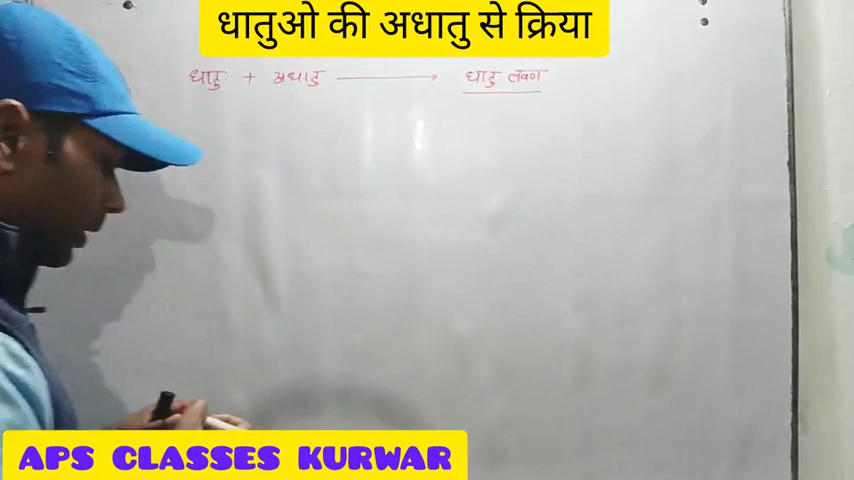 धातुओ की अधातु से क्रिया
धातु + अधातु ⟶ धातु लवण
APS CLASSES KURWAR